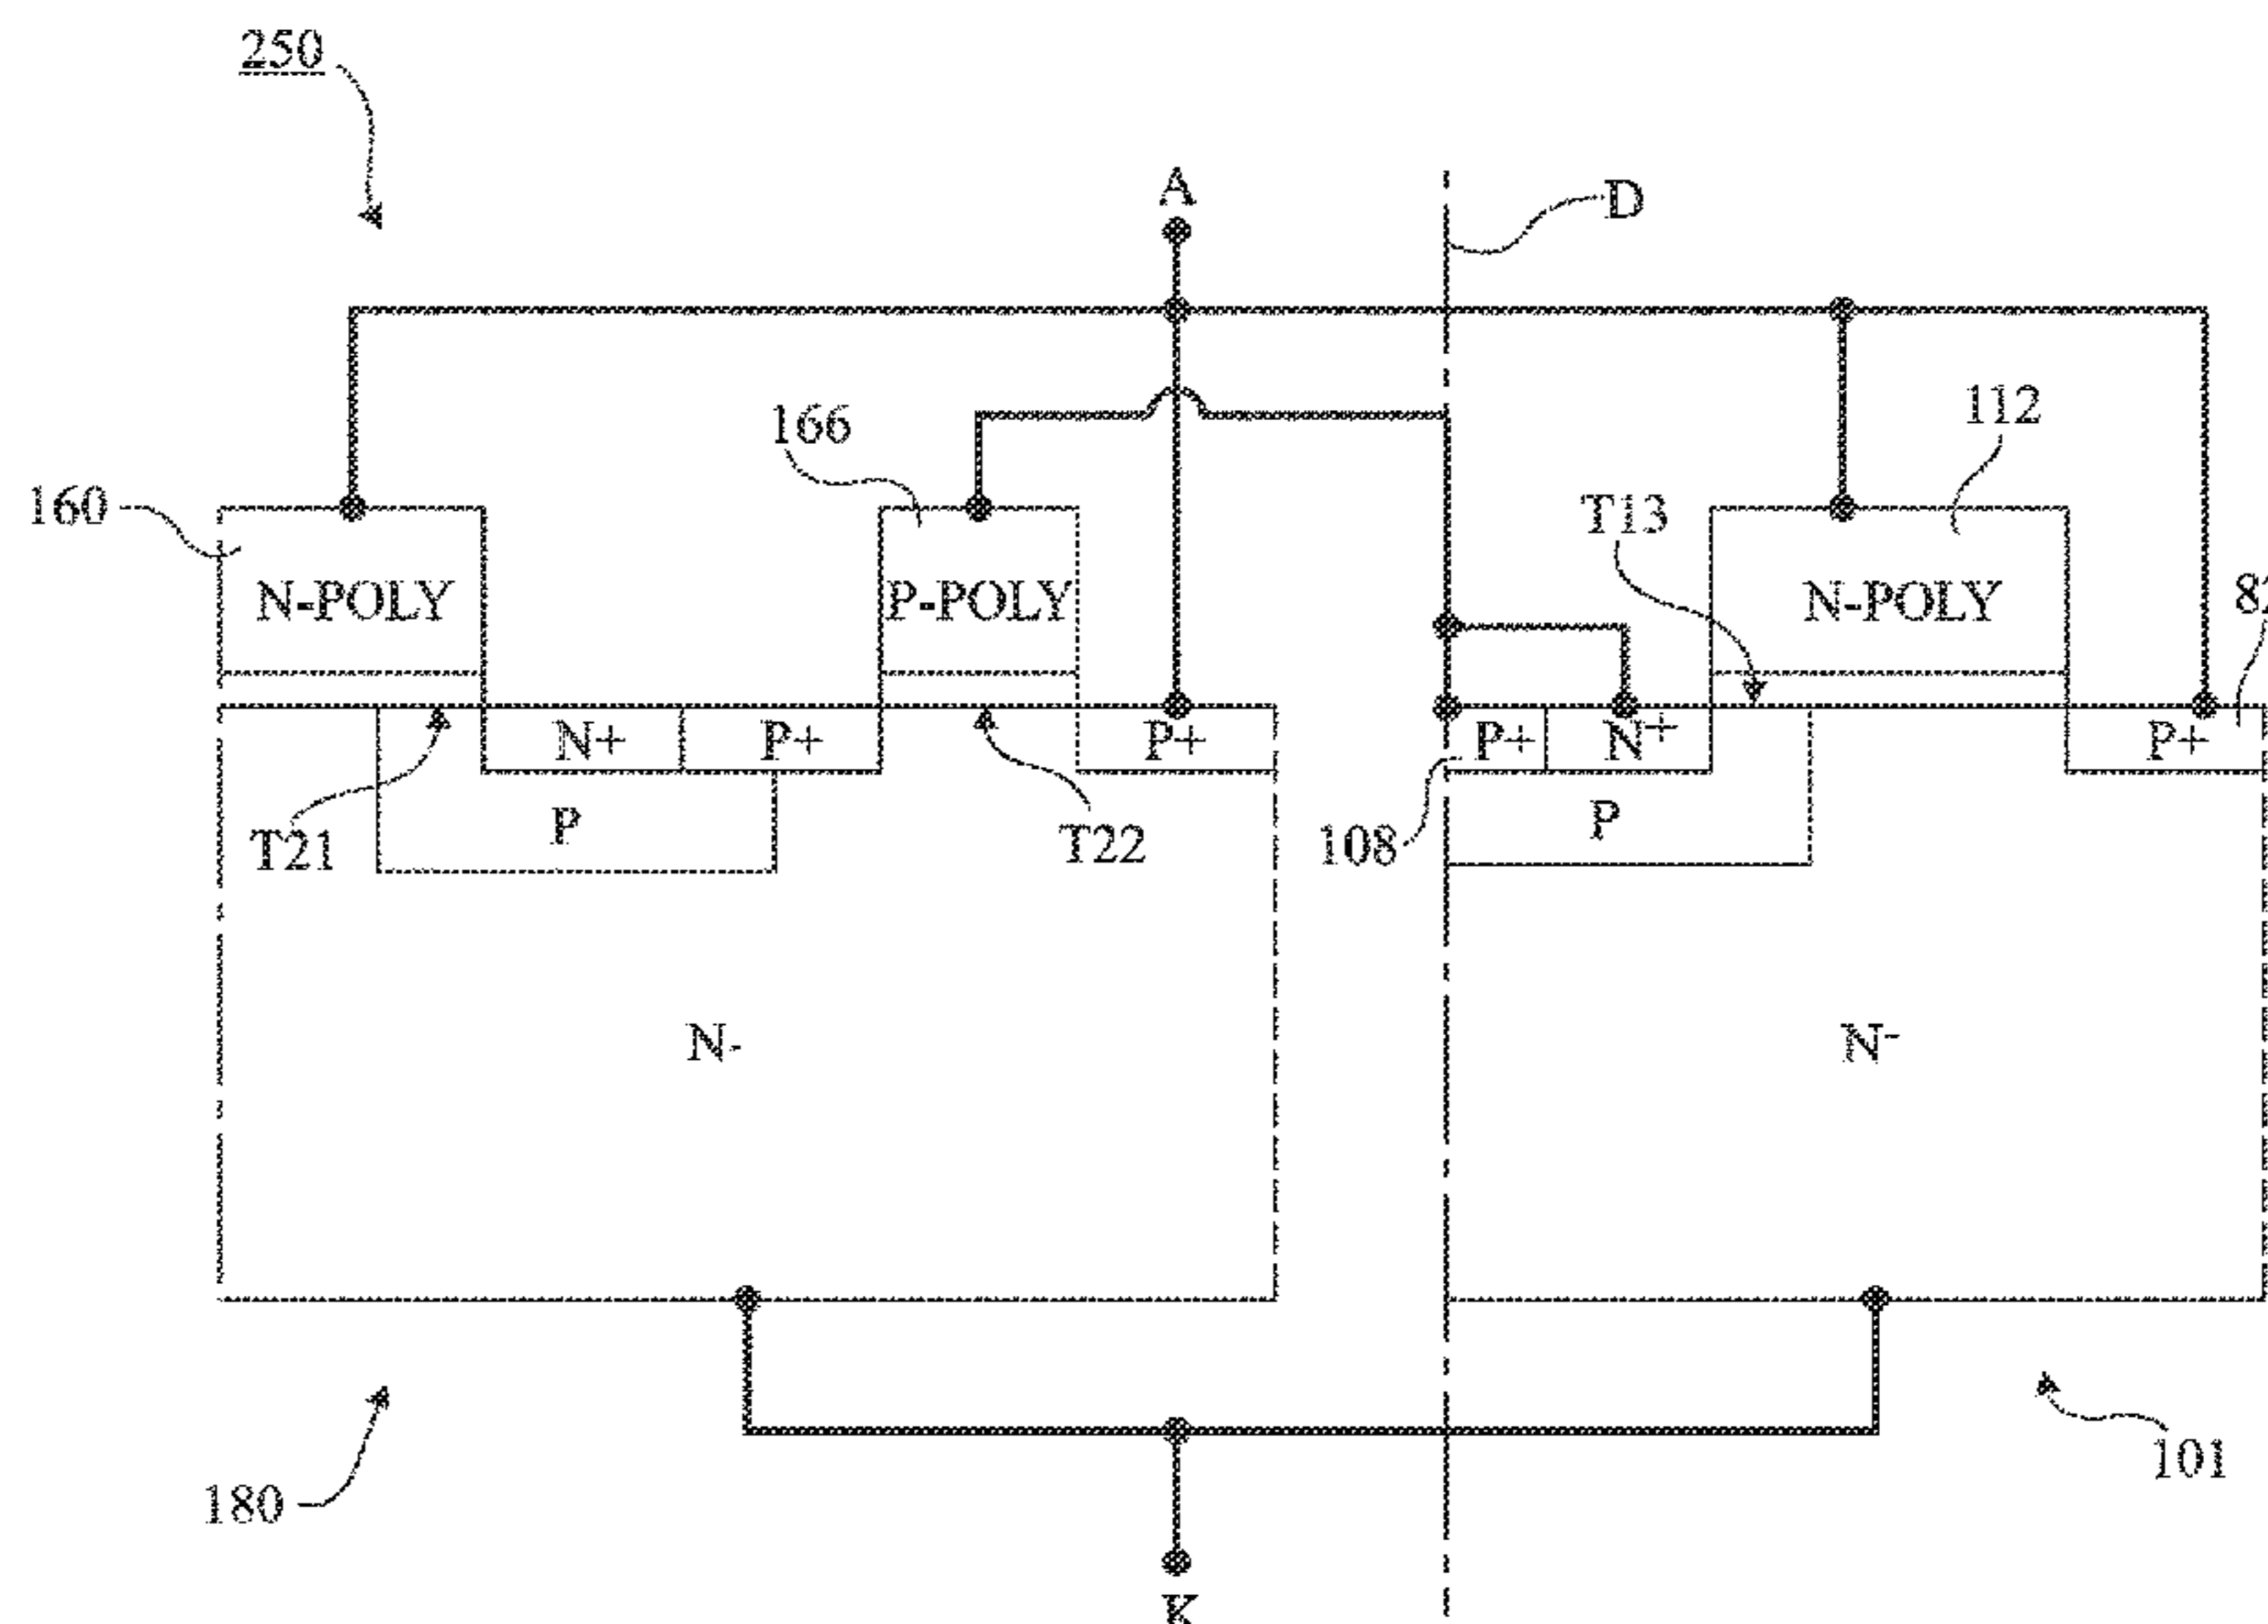 250
A
D
166
112
160
T13
N-POLY
P-POLY
N-POLY
N+
P+
P+
P+
N+
P+
T21
P
T22
108
P
N-
N-
180
101
K